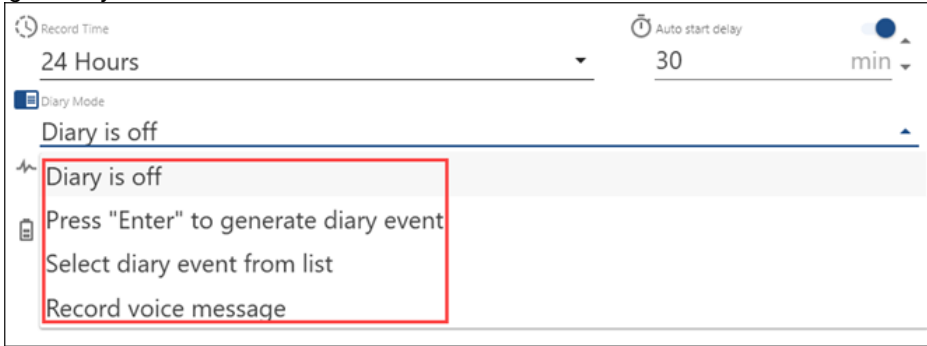 Record Time
Auto start delay
24 Hours
30
min
Diary Mode
Diary is off
Diary is off
Press "Enter" to generate diary event
Select diary event from list
Record voice message